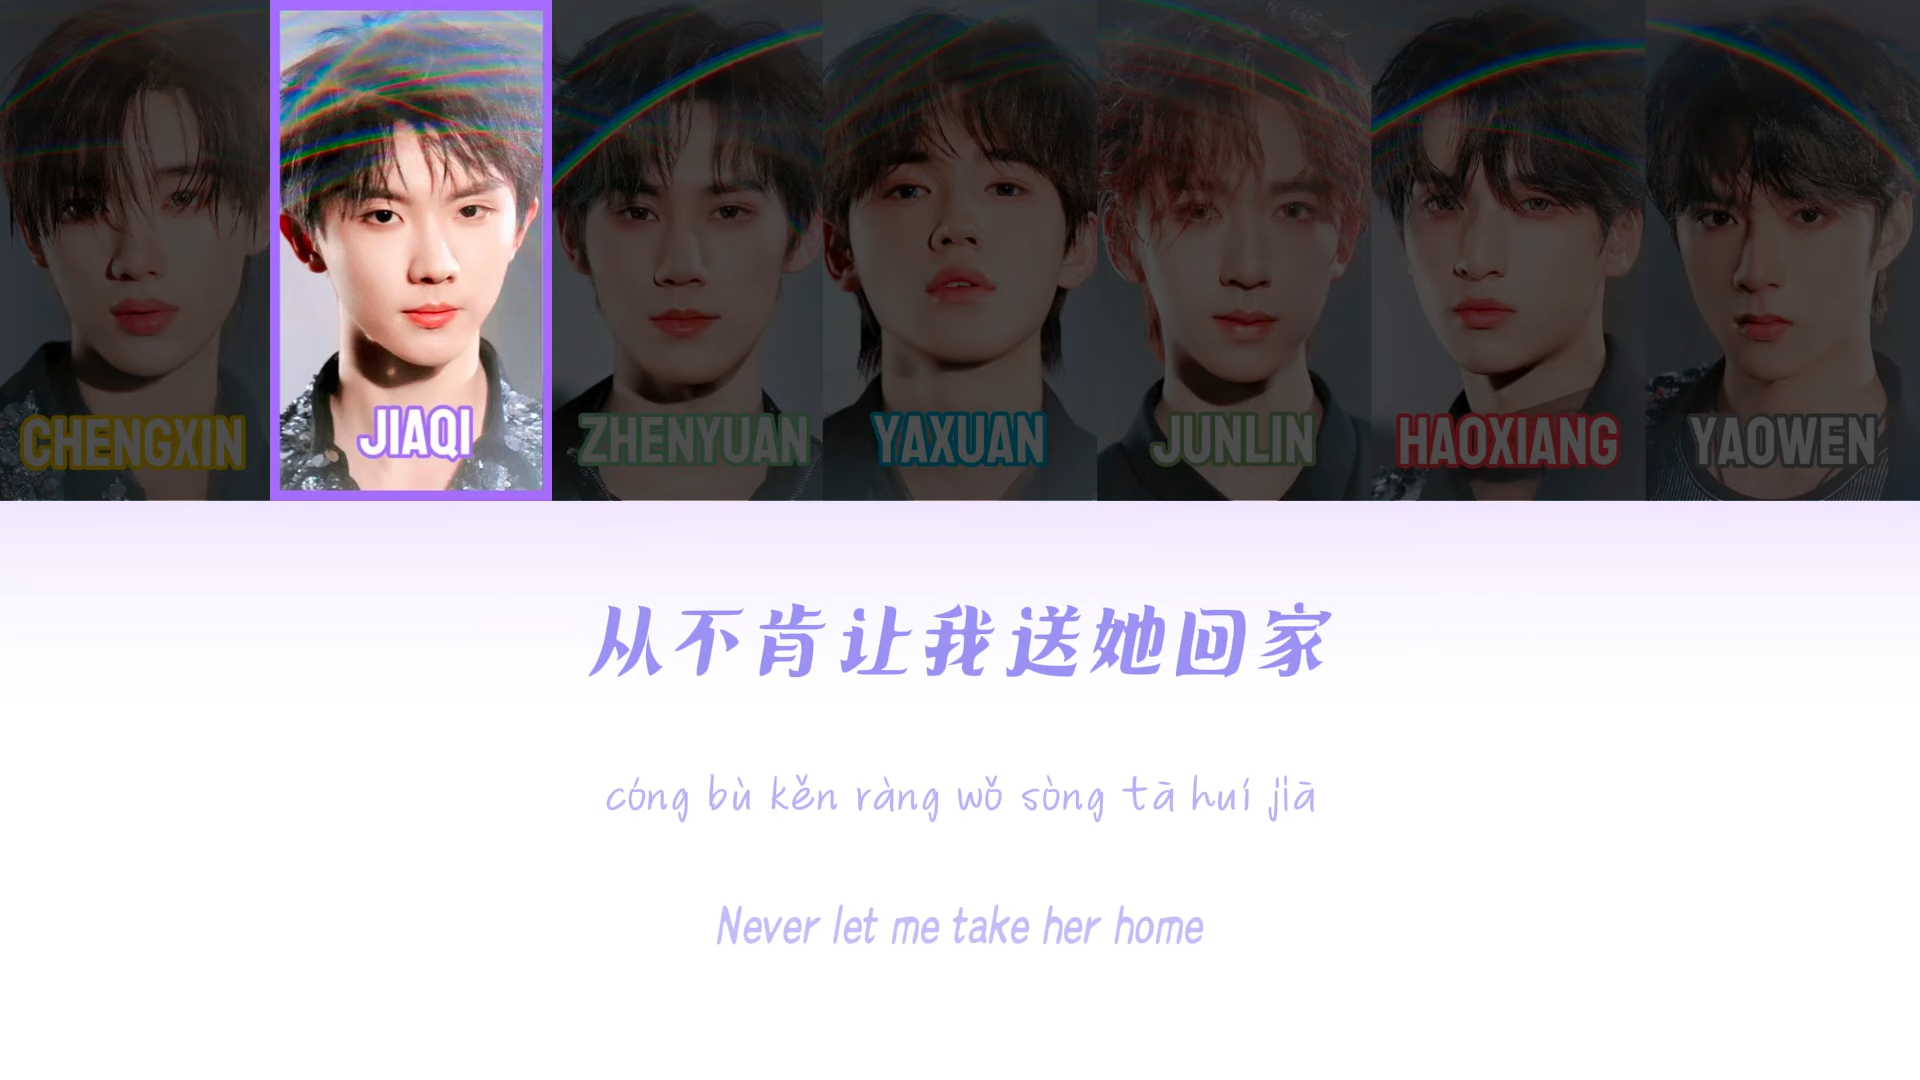 CHENGXIN JIAQI ZHENYUAN YAXUAN JUNLIN HAOXIANG YAOWEN
从不肯让我送她回家
cóng bù kěn ràng wǒ sòng tā huí jiā
Never let me take her home